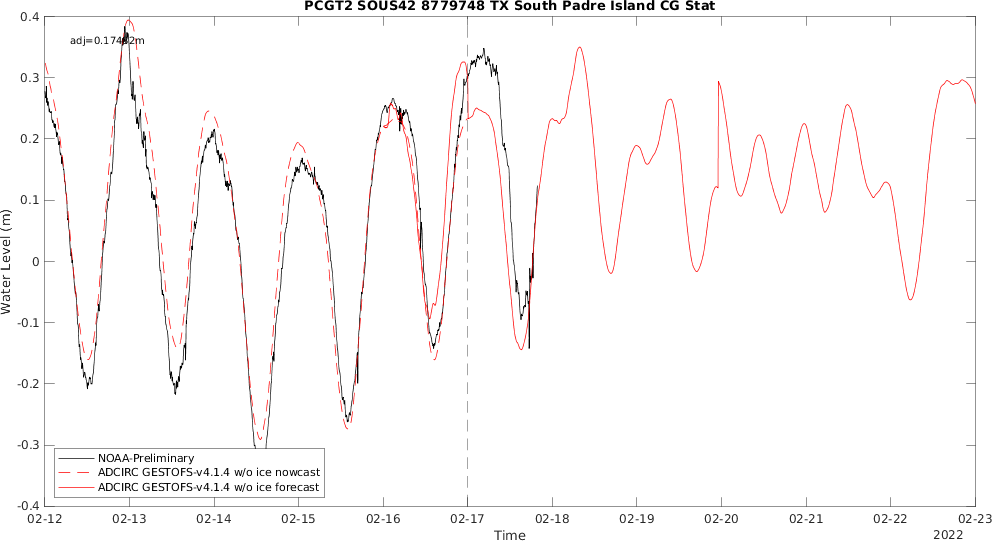 PCGT2 SOUS42 8779748 TX South Padre Island CG Stat
0.4
adj=0.17482m
0.3
0.2
0.1
0
-0.1
-0.2
-0.3
-0.4
Water Level (m)
NOAA-Preliminary
ADCIRC GESTOFS-v4.1.4 w/o ice nowcast
ADCIRC GESTOFS-v4.1.4 w/o ice forecast
02-12 02-13 02-14 02-15 02-16 02-17 02-18 02-19 02-20 02-21 02-22 02-23
Time
2022